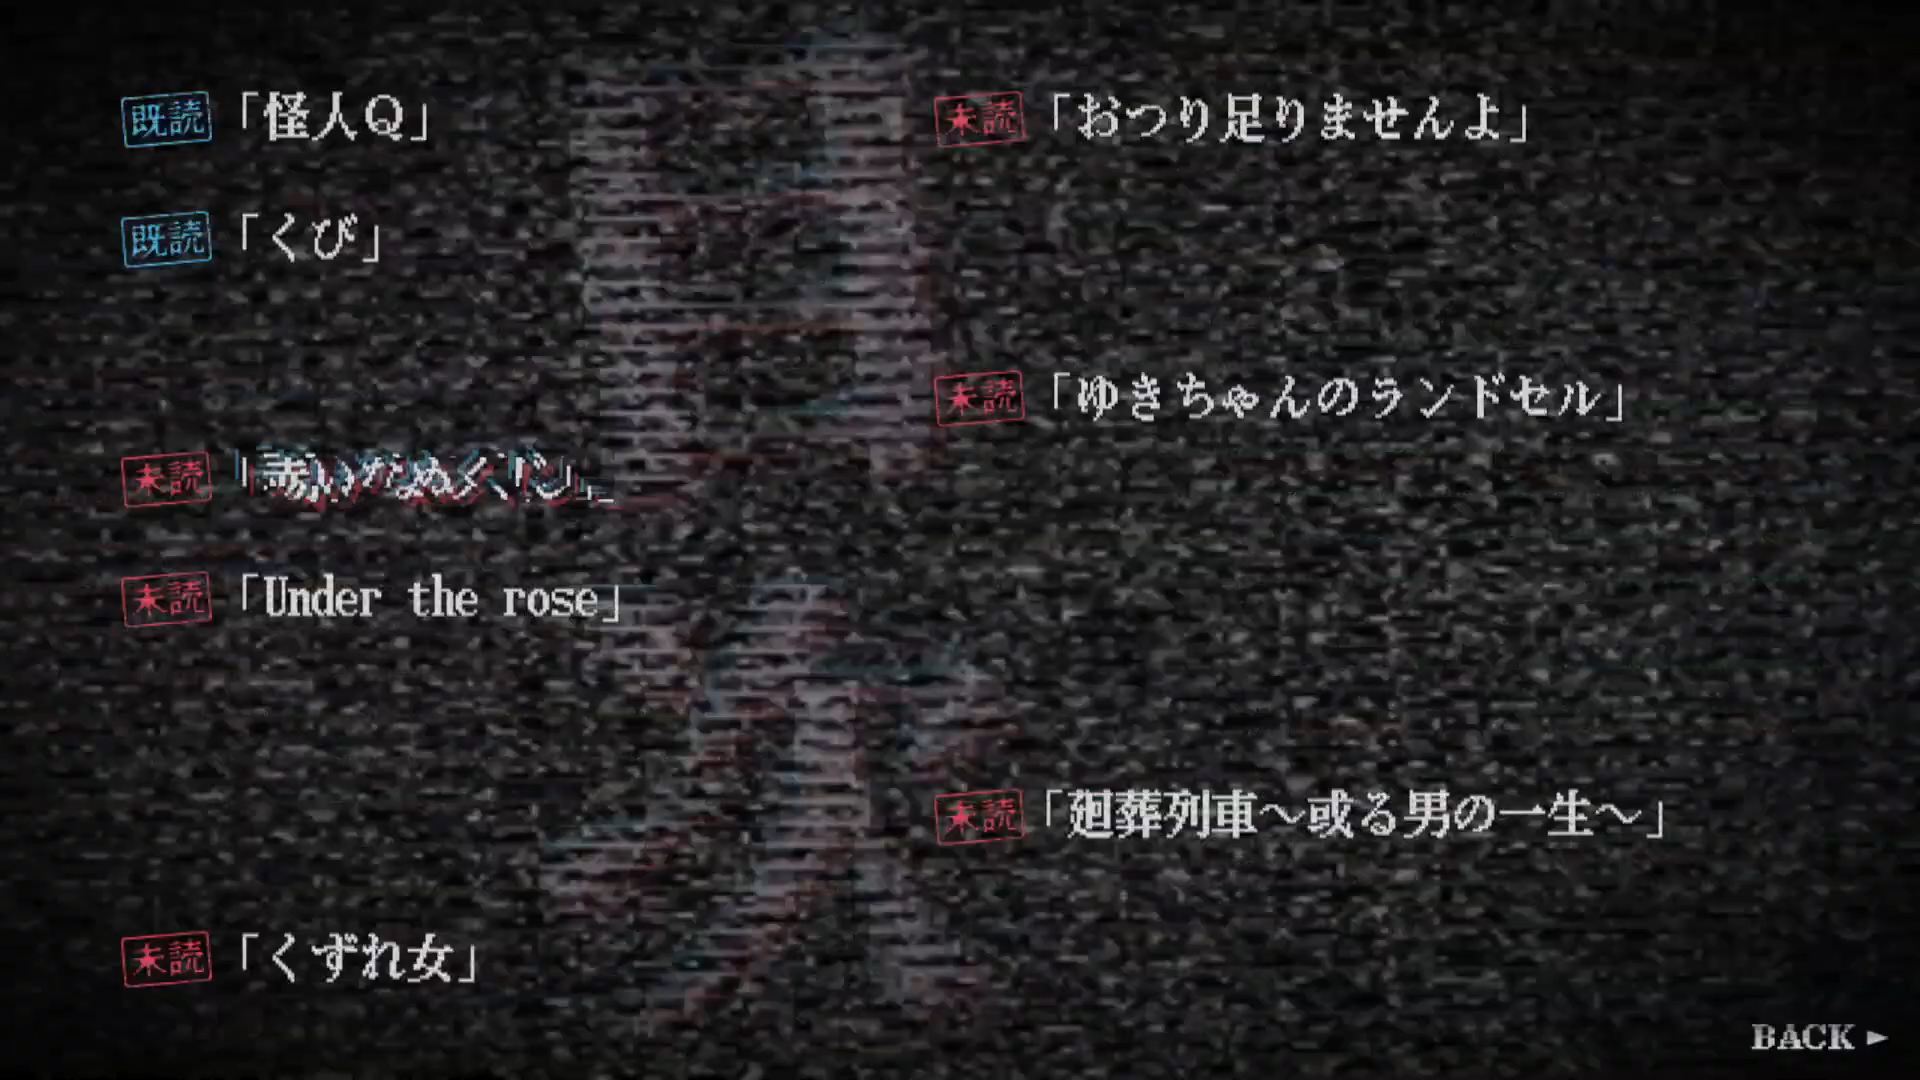 既読「怪人Q」
既読「くび」
未読
未読「Under the rose」
未読「くずれ女」
未読「おつり足りませんよ」
未読「ゆきちゃんのランドセル」
未読「廻葬列車～或る男の一生～」
BACK ►